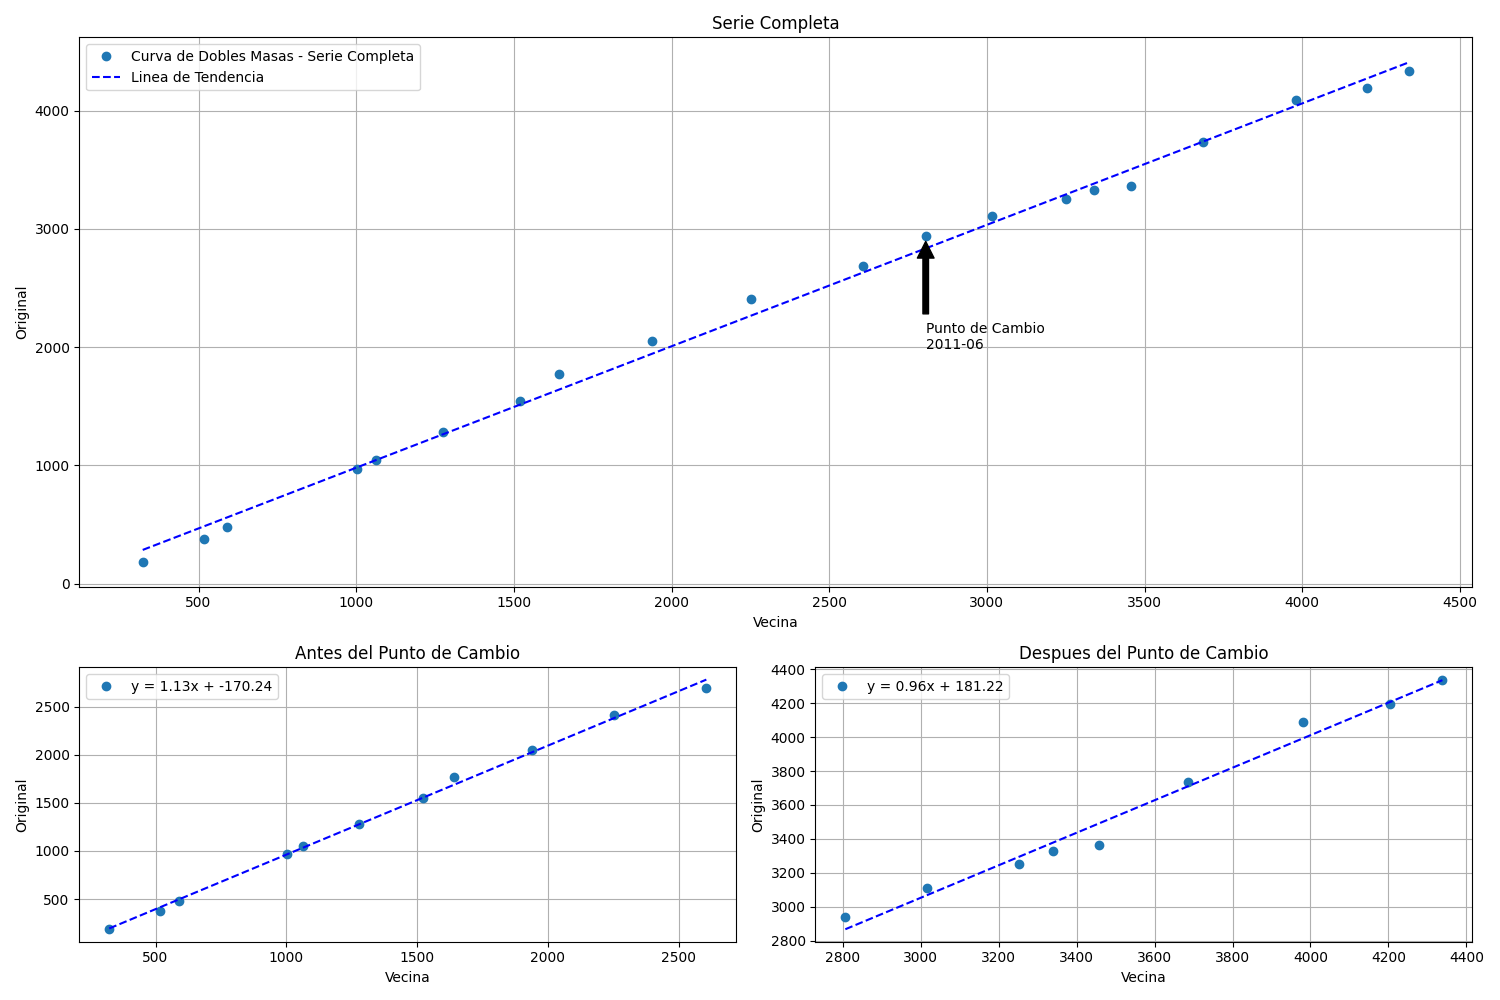 Serie Completa
Curva de Dobles Masas - Serie Completa
Linea de Tendencia
Original
4000
3000
2000
1000
0
Punto de Cambio
2011-06
500 1000 1500 2000 2500 3000 3500 4000 4500
Vecina
Antes del Punto de Cambio
y = 1.13x + -170.24
Original
2500
2000
1500
1000
500
500 1000 1500 2000 2500
Vecina
Despues del Punto de Cambio
y = 0.96x + 181.22
Original
4400
4200
4000
3800
3600
3400
3200
3000
2800
2800 3000 3200 3400 3600 3800 4000 4200 4400
Vecina